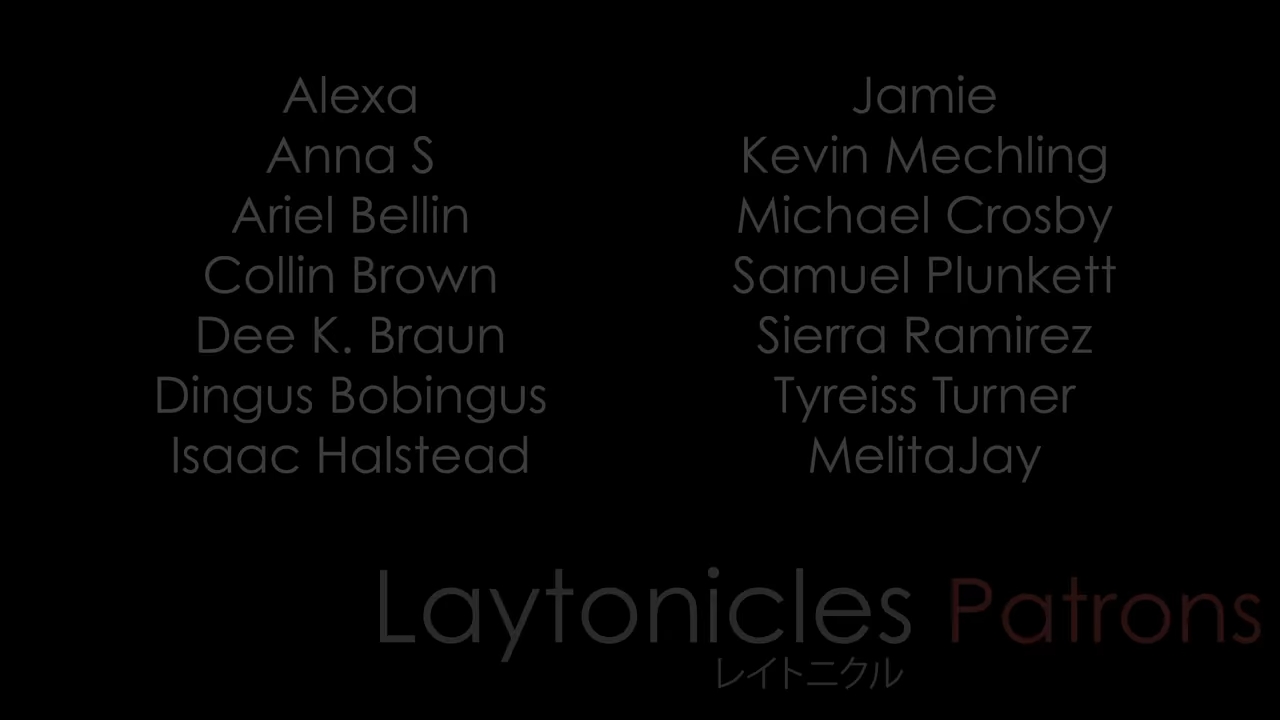 Alexa
Anna S
Ariel Bellin
Collin Brown
Dee K. Braun
Dingus Bobingus
Isaac Halstead
Jamie
Kevin Mechling
Michael Crosby
Samuel Plunkett
Sierra Ramirez
Tyreiss Turner
MelitaJay
Laytonicles Patrons
レイトニクル